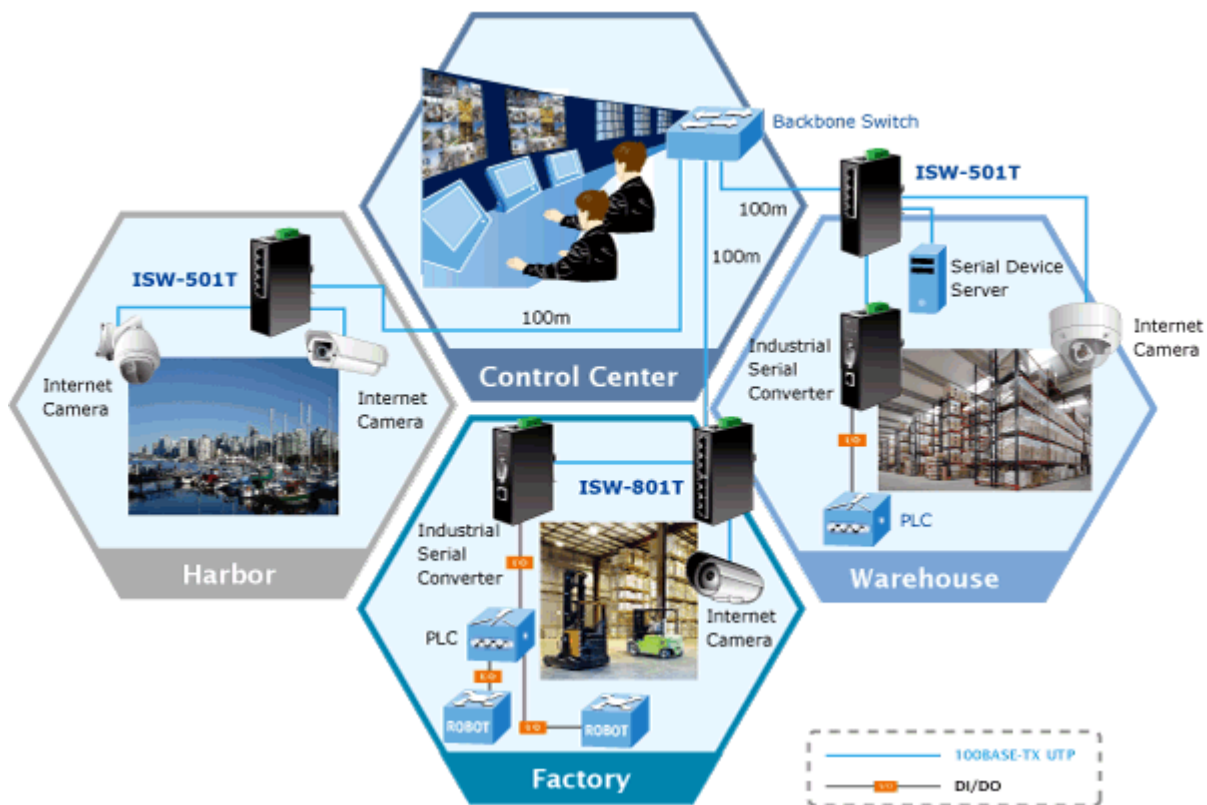 Backbone Switch
ISW-501T
100m
100m
Serial Device
Server
ISW-501T
100m
Internet
Camera
Industrial
Serial
Converter
Control Center
Internet
Camera
Internet
Camera
I/O
ISW-801T
PLC
Industrial
Serial
Converter
I/O
Harbor
Warehouse
Internet
Camera
PLC
I/O
ROBOT
I/O
ROBOT
Factory
100BASE-TX UTP
I/O
DI/DO